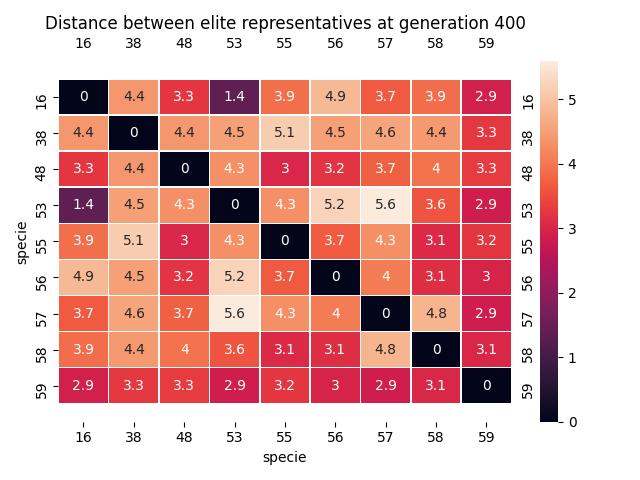 Distance between elite representatives at generation 400
16 38 48 53 55 56 57 58 59
16 0 4.4 3.3 1.4 3.9 4.9 3.7 3.9 2.9 16
38 4.4 0 4.4 4.5 5.1 4.5 4.6 4.4 3.3 38
48 3.3 4.4 0 4.3 3 3.2 3.7 4 3.3 48
53 1.4 4.5 4.3 0 4.3 5.2 5.6 3.6 2.9 53
55 3.9 5.1 3 4.3 0 3.7 4.3 3.1 3.2 55
56 4.9 4.5 3.2 5.2 3.7 0 4 3.1 3 56
57 3.7 4.6 3.7 5.6 4.3 4 0 4.8 2.9 57
58 3.9 4.4 4 3.6 3.1 3.1 4.8 0 3.1 58
59 2.9 3.3 3.3 2.9 3.2 3 2.9 3.1 0 59
16 38 48 53 55 56 57 58 59
specie
specie
5
4
3
2
1
0